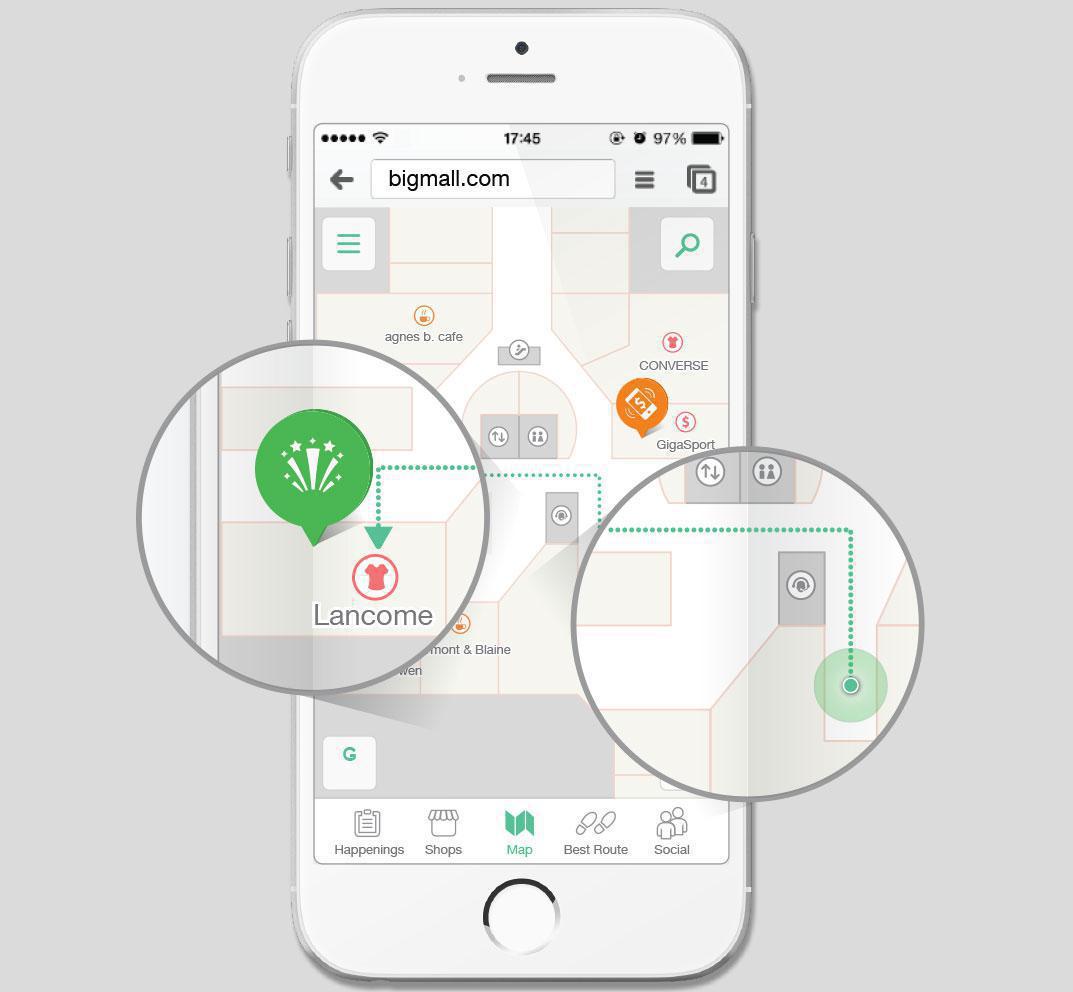 17:45
97%
bigmall.com
4
agnes b. cafe
CONVERSE
$
GigaSport
Lancome
mont & Blaine
wen
G
Happenings
Shops
Map
Best Route
Social